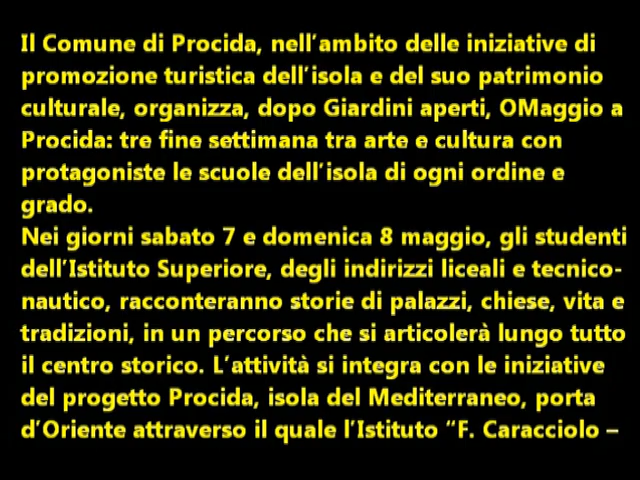 Il Comune di Procida, nell’ambito delle iniziative di
promozione turistica dell’isola e del suo patrimonio
culturale, organizza, dopo Giardini aperti, OMaggio a
Procida: tre fine settimana tra arte e cultura con
protagoniste le scuole dell’isola di ogni ordine e
grado.
Nei giorni sabato 7 e domenica 8 maggio, gli studenti
dell’Istituto Superiore, degli indirizzi liceali e tecnico-
nautico, racconteranno storie di palazzi, chiese, vita e
tradizioni, in un percorso che si articolerà lungo tutto
il centro storico. L’attività si integra con le iniziative
del progetto Procida, isola del Mediterraneo, porta
d’Oriente attraverso il quale l’Istituto “F. Caracciolo –